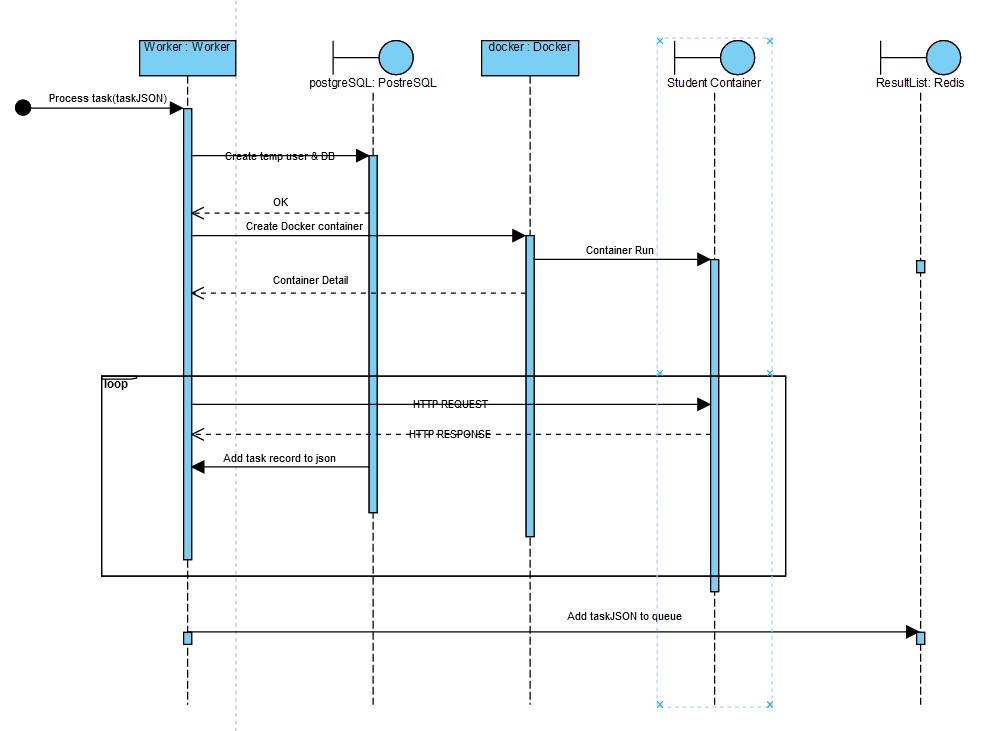 Worker : Worker
docker : Docker
postgreSQL: PostreSQL
Student Container
ResultList: Redis
Process task(taskJSON)
Create temp user & DB
OK
Create Docker container
Container Run
Container Detail
loop
HTTP REQUEST
HTTP RESPONSE
Add task record to json
Add taskJSON to queue